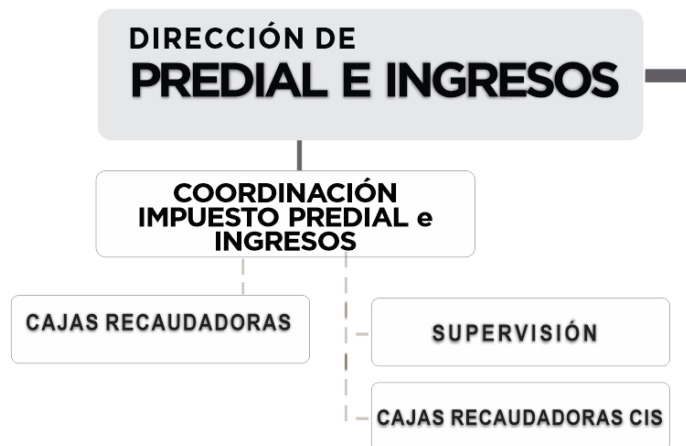 DIRECCIÓN DE
PREDIAL E INGRESOS
COORDINACIÓN
IMPUESTO PREDIAL e
INGRESOS
CAJAS RECAUDADORAS
SUPERVISIÓN
CAJAS RECAUDADORAS CIS